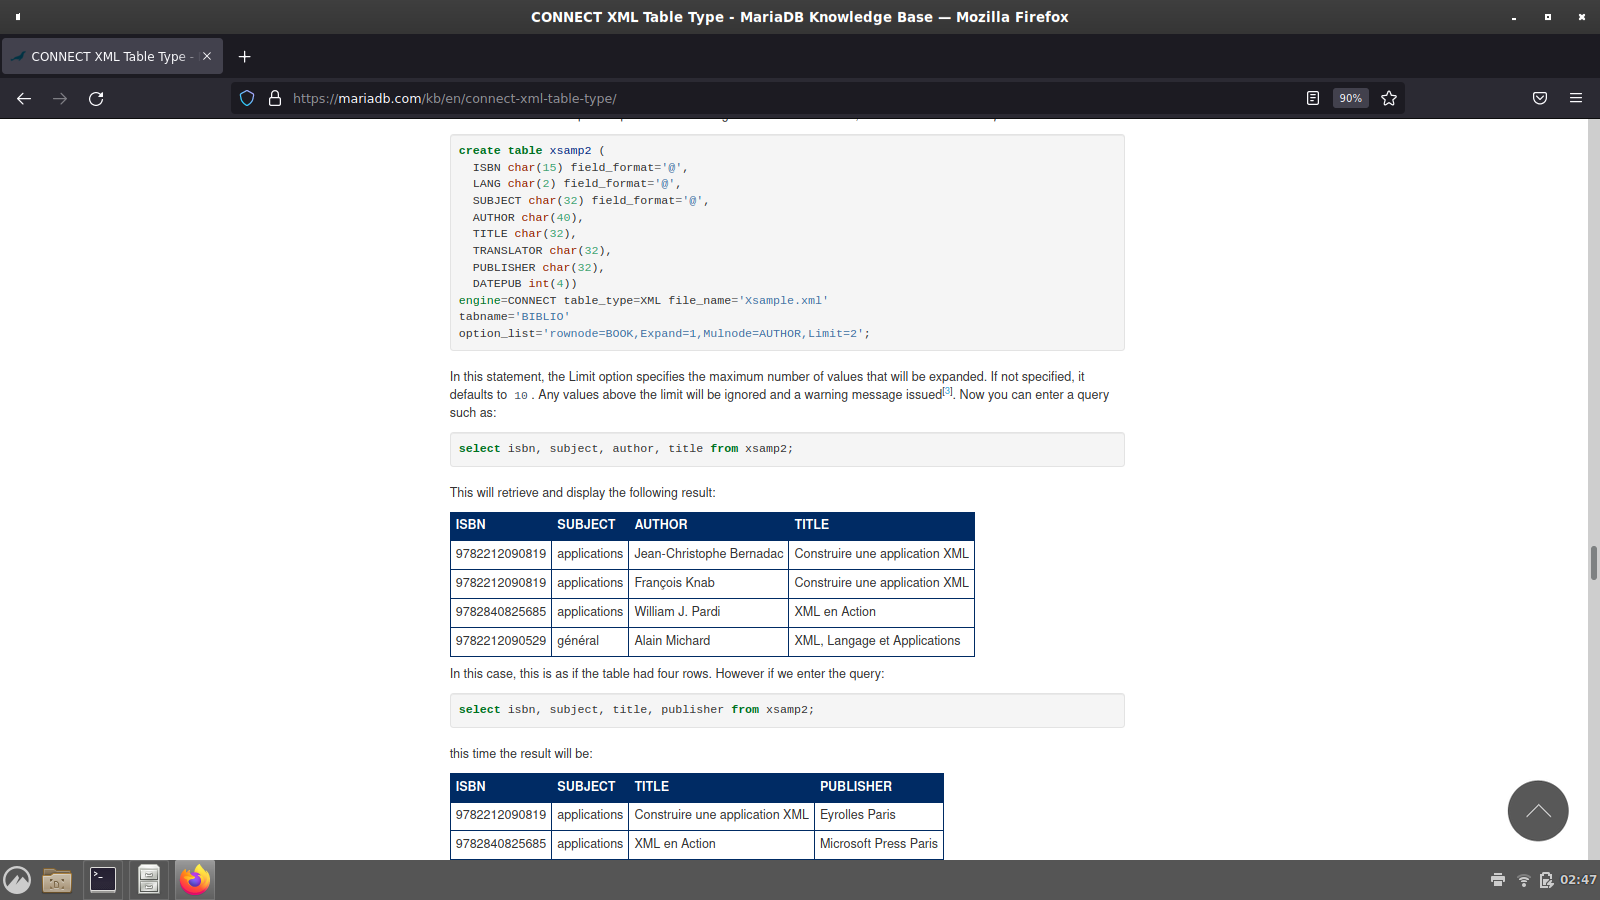 CONNECT XML Table Type - MariaDB Knowledge Base — Mozilla Firefox
CONNECT XML Table Type -
https://mariadb.com/kb/en/connect-xml-table-type/
90%
create table xsamp2 (
ISBN char(15) field_format='@',
LANG char(2) field_format='@',
SUBJECT char(32) field_format='@',
AUTHOR char(40),
TITLE char(32),
TRANSLATOR char(32),
PUBLISHER char(32),
DATEPUB int(4))
engine=CONNECT table_type=XML file_name='Xsample.xml'
tabname='BIBLIO'
option_list='rownode=BOOK,Expand=1,Mulnode=AUTHOR,Limit=2';
In this statement, the Limit option specifies the maximum number of values that will be expanded. If not specified, it
defaults to 10 . Any values above the limit will be ignored and a warning message issued[3]. Now you can enter a query
such as:
select isbn, subject, author, title from xsamp2;
This will retrieve and display the following result:
ISBN SUBJECT AUTHOR TITLE
9782212090819 applications Jean-Christophe Bernadac Construire une application XML
9782212090819 applications François Knab Construire une application XML
9782840825685 applications William J. Pardi XML en Action
9782212090529 général Alain Michard XML, Langage et Applications
In this case, this is as if the table had four rows. However if we enter the query:
select isbn, subject, title, publisher from xsamp2;
this time the result will be:
ISBN SUBJECT TITLE PUBLISHER
9782212090819 applications Construire une application XML Eyrolles Paris
9782840825685 applications XML en Action Microsoft Press Paris
02:47